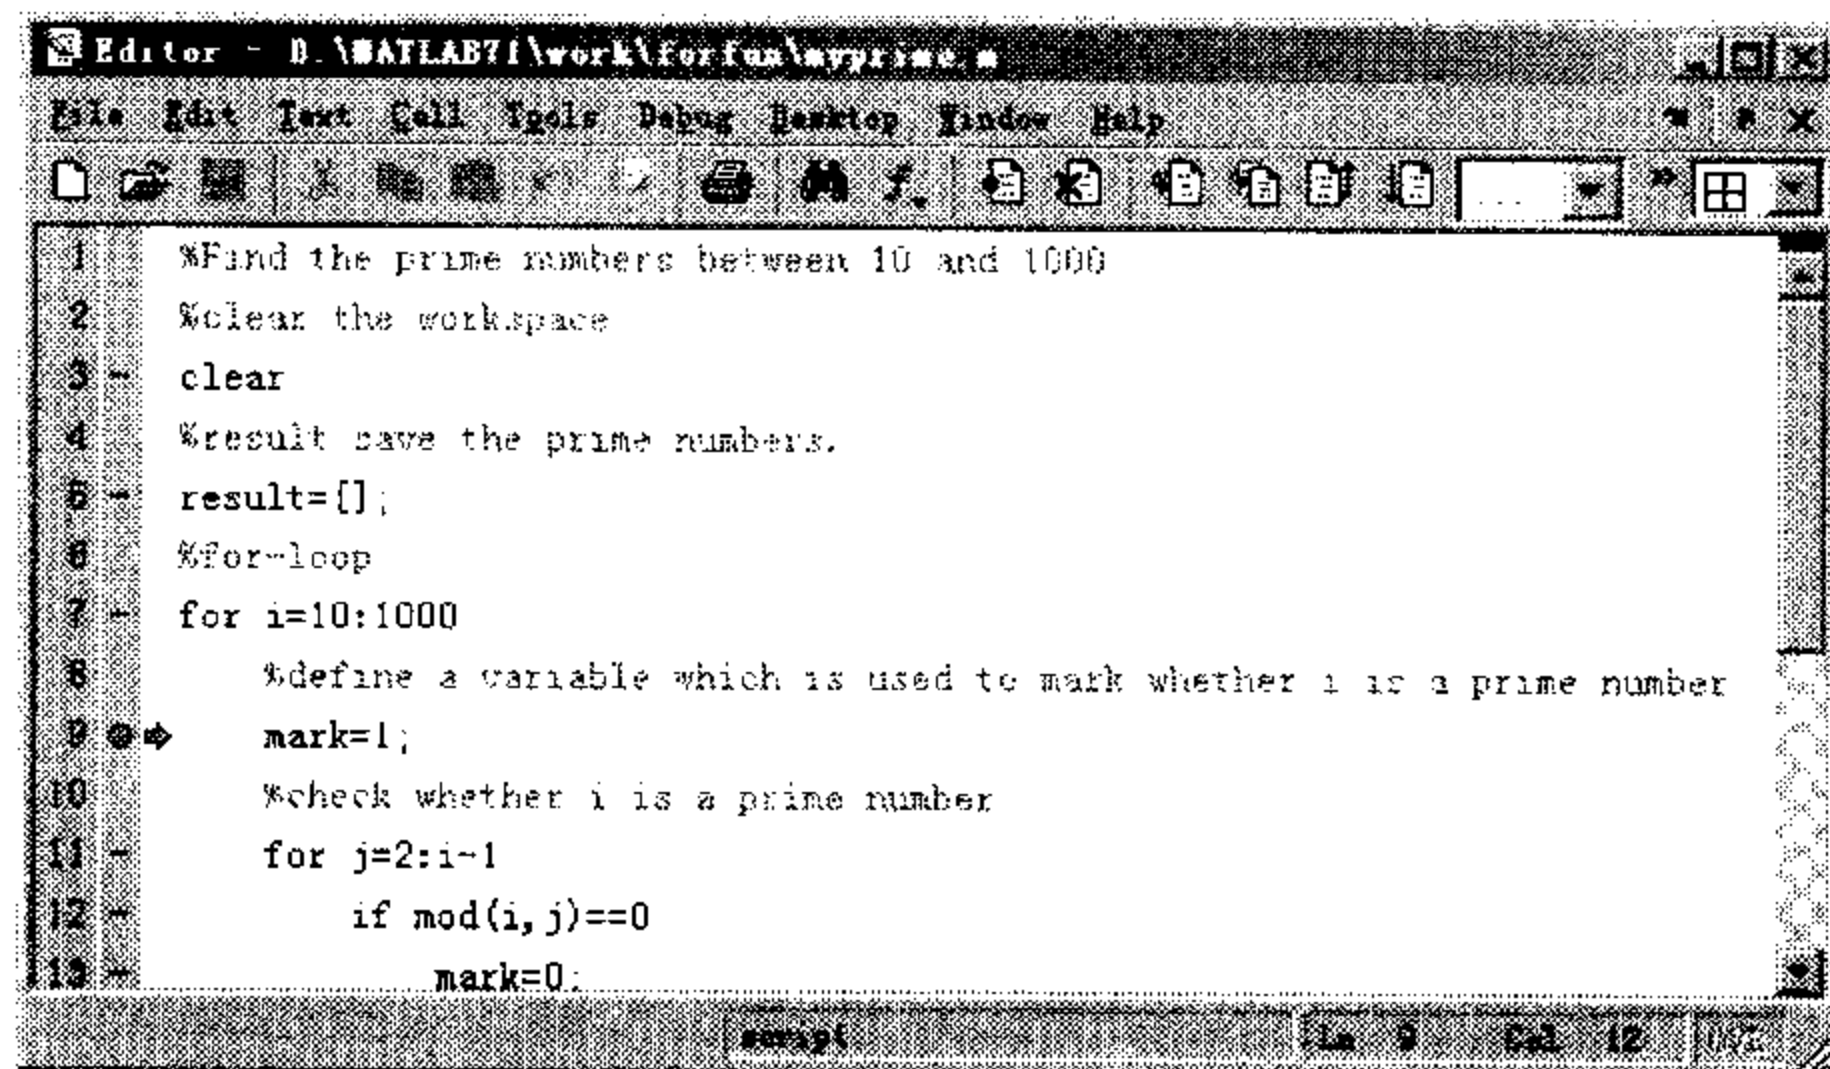 Editor - D:\MATLAB71\work\forfun\myprime.m
File Edit Text Cell Tools Debug Desktop Window Help
1 %Find the prime numbers between 10 and 1000
2 %clear the workspace
3 - clear
4 %result save the prime numbers.
5 - result=[];
6 %for-loop
7 - for i=10:1000
8 %define a variable which is used to mark whether i is a prime number
9 mark=1;
10 %check whether i is a prime number
11 - for j=2:i-1
12 - if mod(i,j)==0
13 - mark=0;
script Ln 9 Col 12 OVR